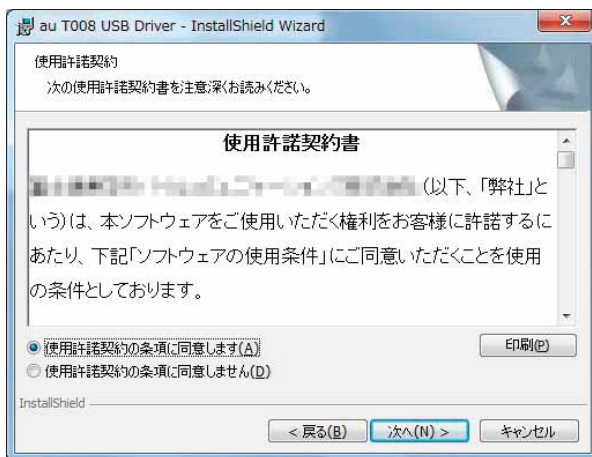 au T008 USB Driver - InstallShield Wizard
使用許諾契約
次の使用許諾契約書を注意深くお読みください。
使用許諾契約書
(以下、「弊社」と
いう)は、本ソフトウェアをご使用いただく権利をお客様に許諾するに
あたり、下記「ソフトウェアの使用条件」にご同意いただくことを使用
の条件としております。
使用許諾契約の条項に同意します(A)
印刷(P)
使用許諾契約の条項に同意しません(D)
InstallShield
< 戻る(B)
次へ(N) >
キャンセル